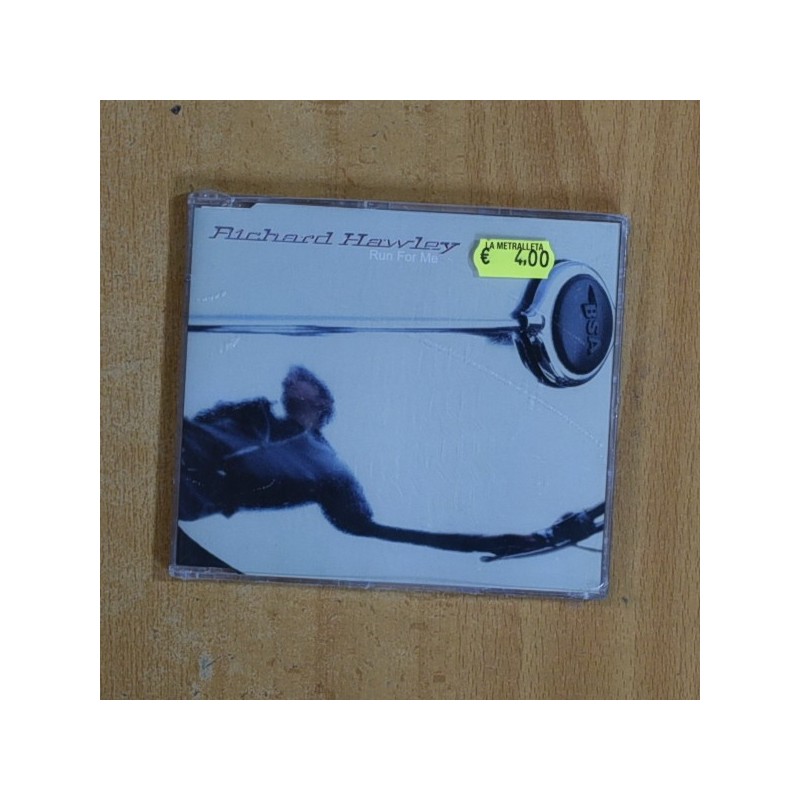 Richard Hawley
Run For Me
LA METRALLETA
€ 4,00
BSA